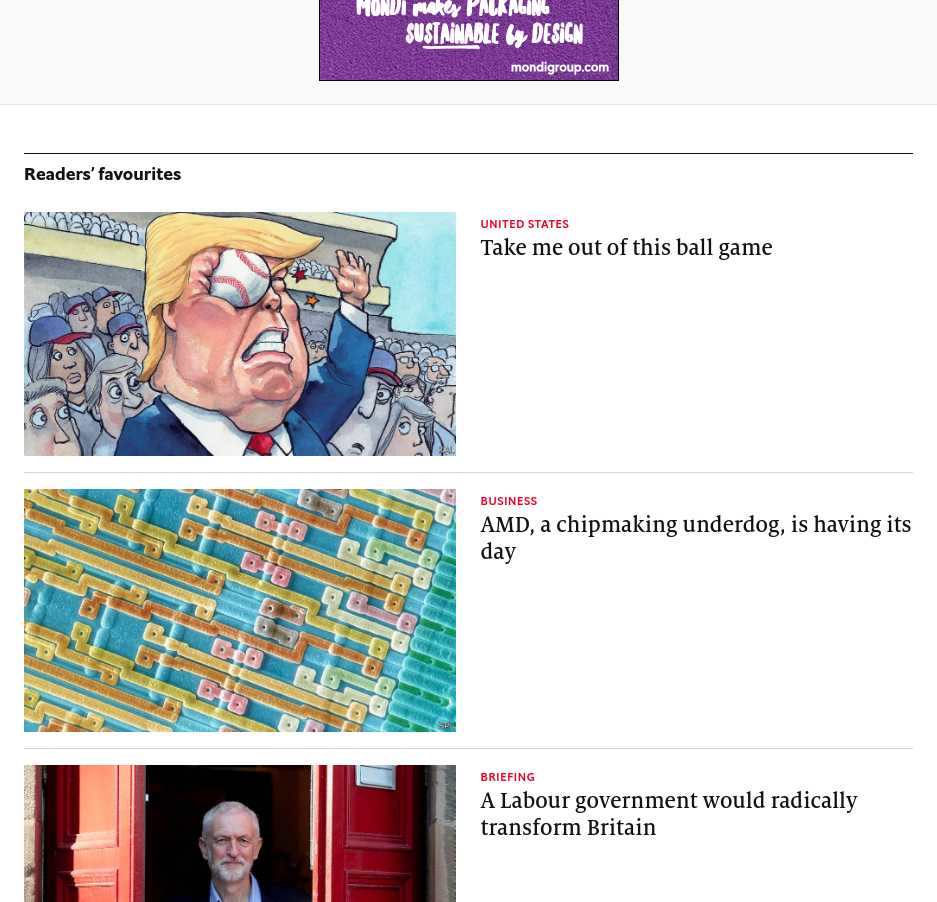 MONDI makes PACKAGING
SUSTAINABLE by DESIGN
mondigroup.com
Readers’ favourites
UNITED STATES
Take me out of this ball game
BUSINESS
AMD, a chipmaking underdog, is having its
day
BRIEFING
A Labour government would radically
transform Britain